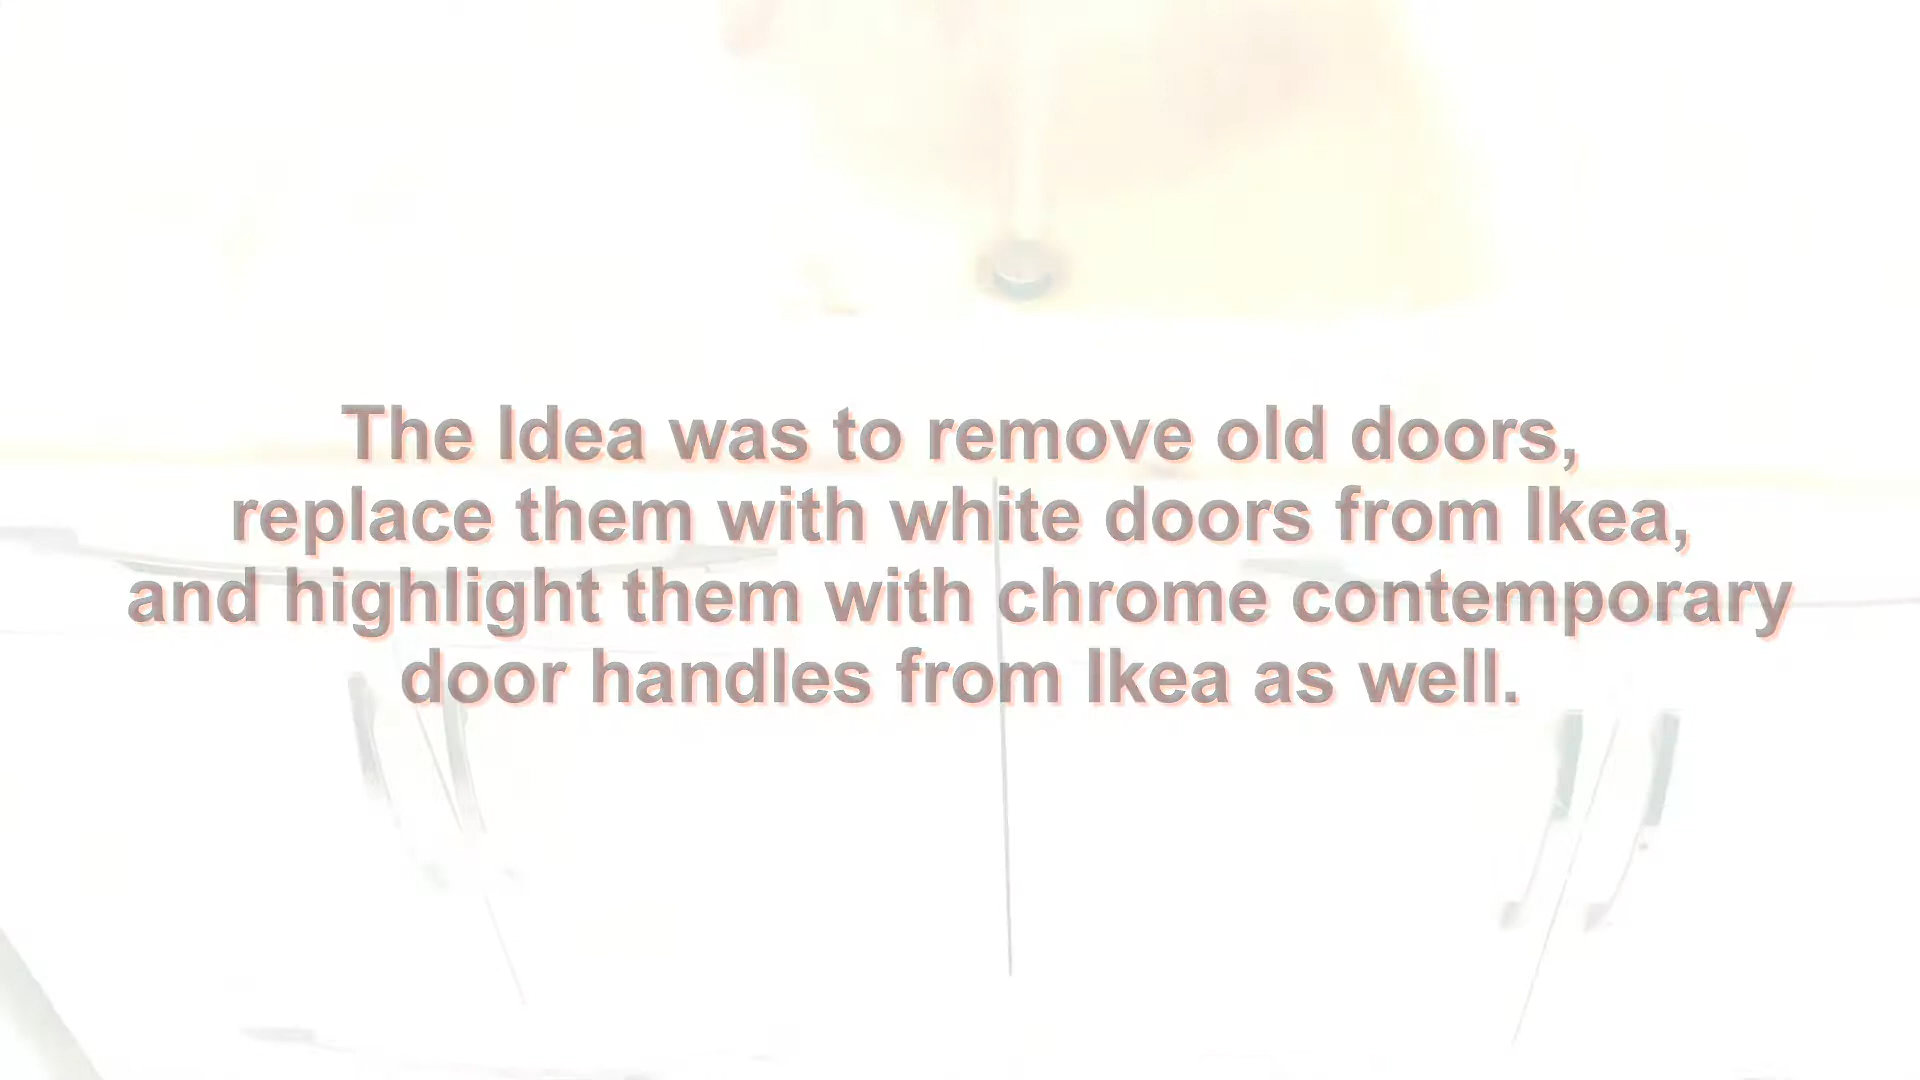 The Idea was to remove old doors,
replace them with white doors from Ikea,
and highlight them with chrome contemporary
door handles from Ikea as well.